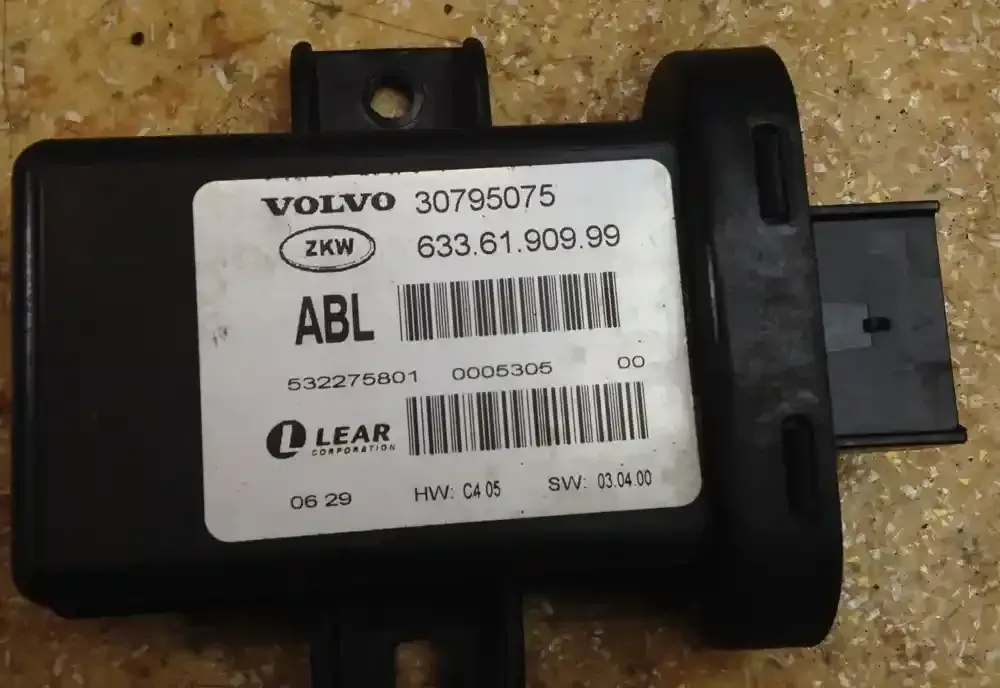 VOLVO 30795075
ZKW 633.61.909.99
ABL
532275801 0005305 00
L LEAR
CORPORATION
06 29 HW: C4 05 SW: 03.04.00